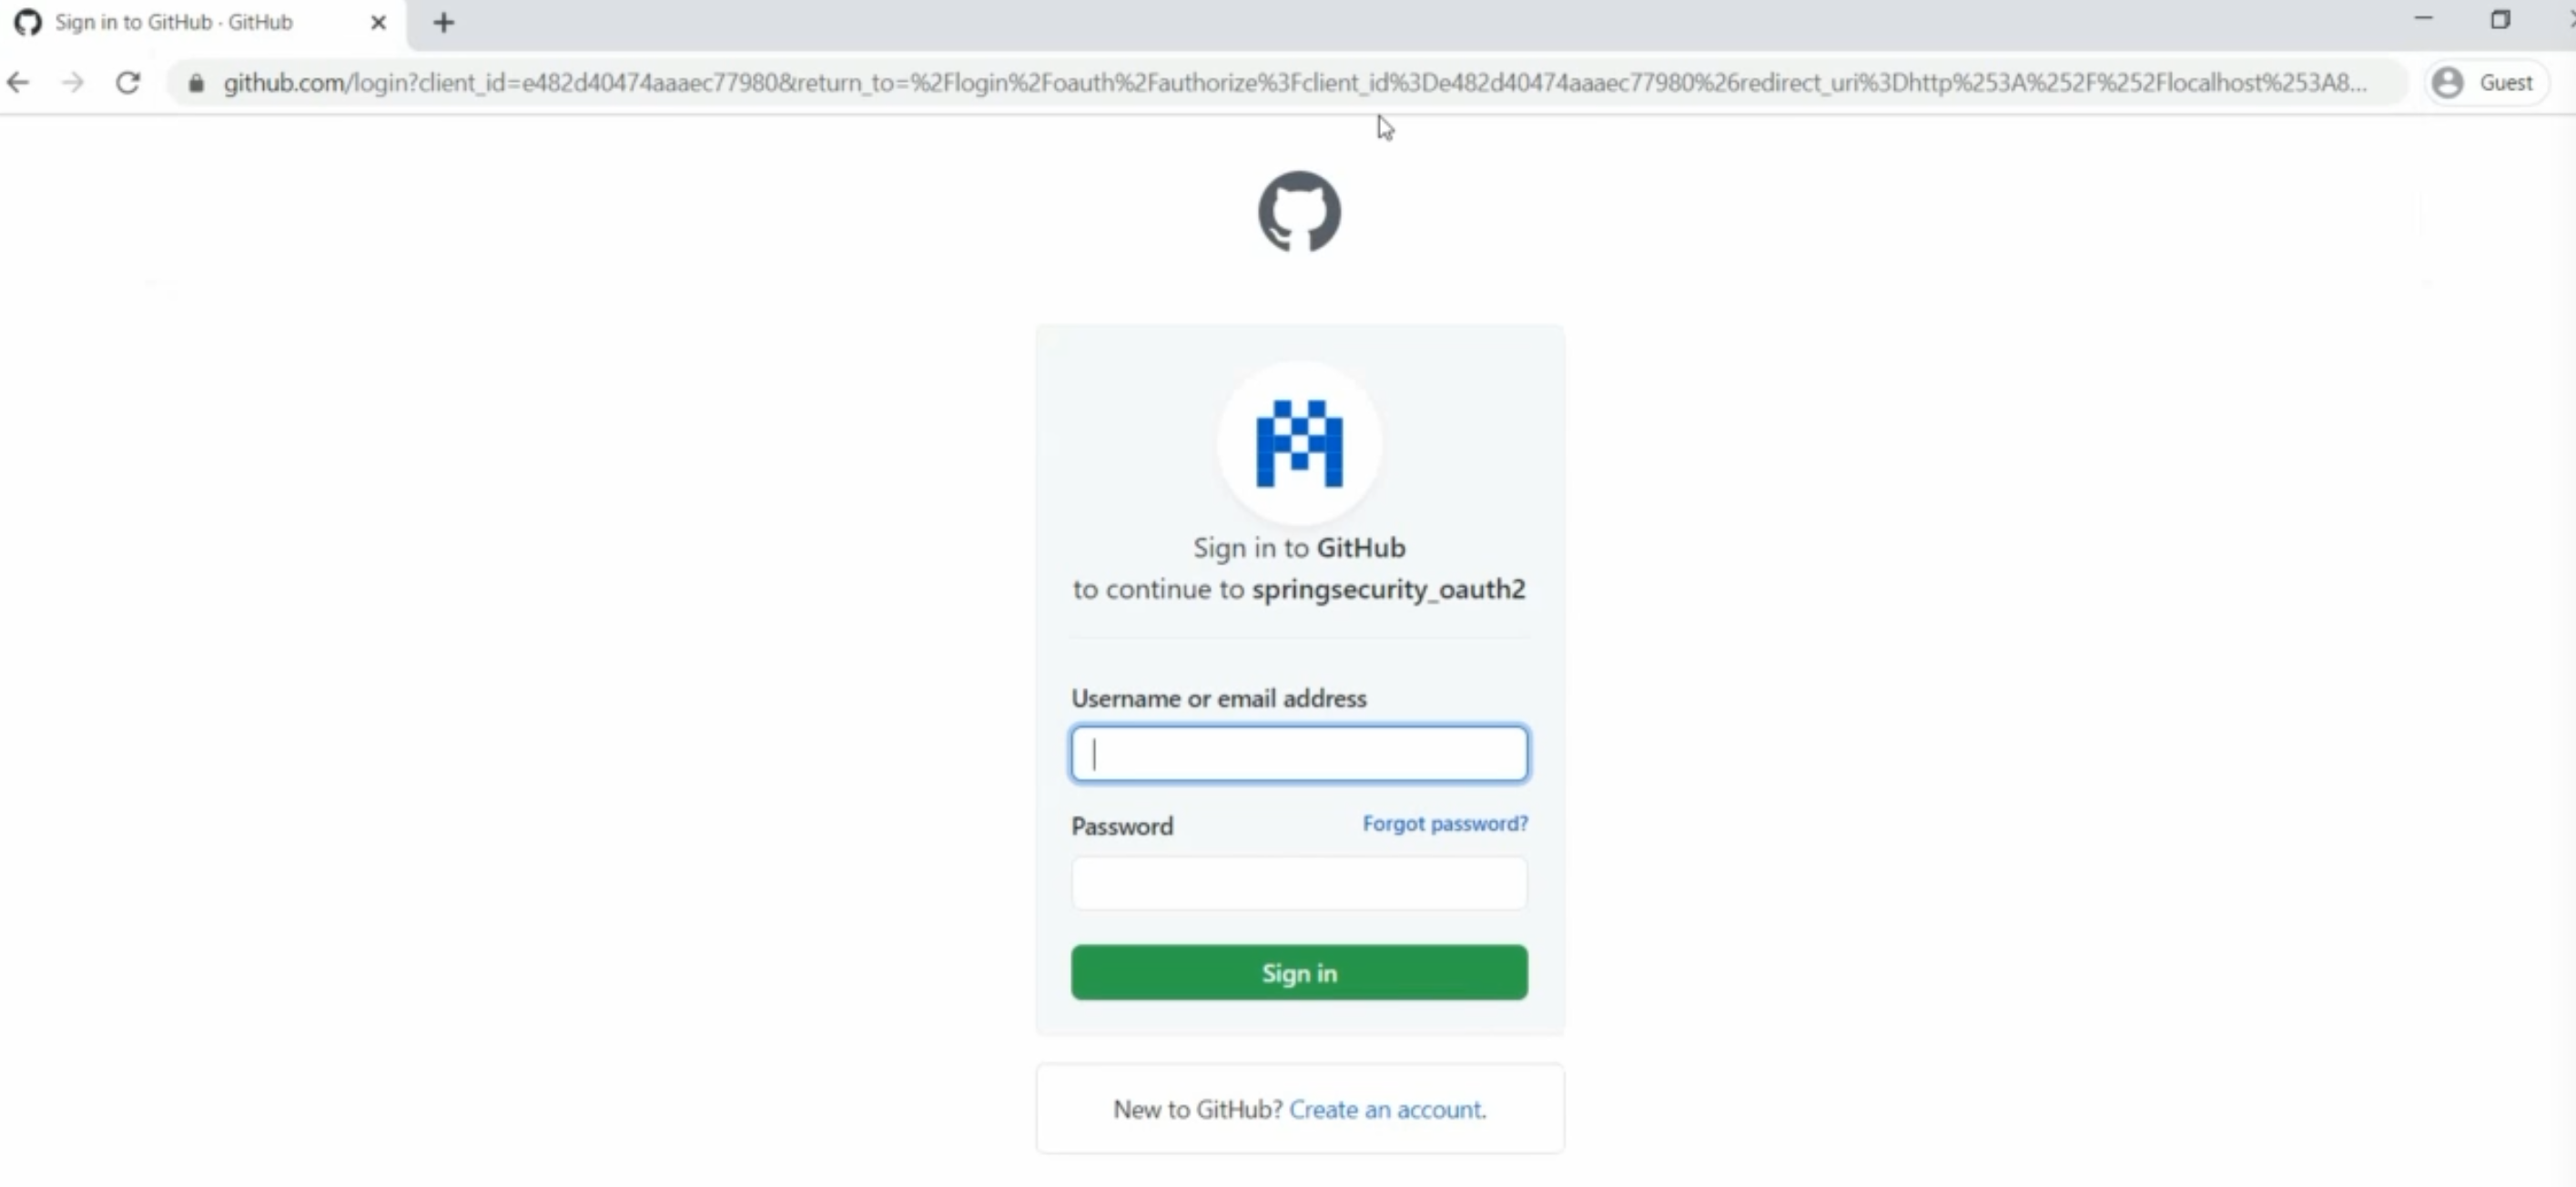 Sign in to GitHub · GitHub
github.com/login?client_id=e482d40474aaaec77980&return_to=%2Flogin%2Foauth%2Fauthorize%3Fclient_id%3De482d40474aaaec77980%26redirect_uri%3Dhttp%253A%252F%252Flocalhost%253A8...
Guest
Sign in to GitHub
to continue to springsecurity_oauth2
Username or email address
Password
Forgot password?
Sign in
New to GitHub? Create an account.